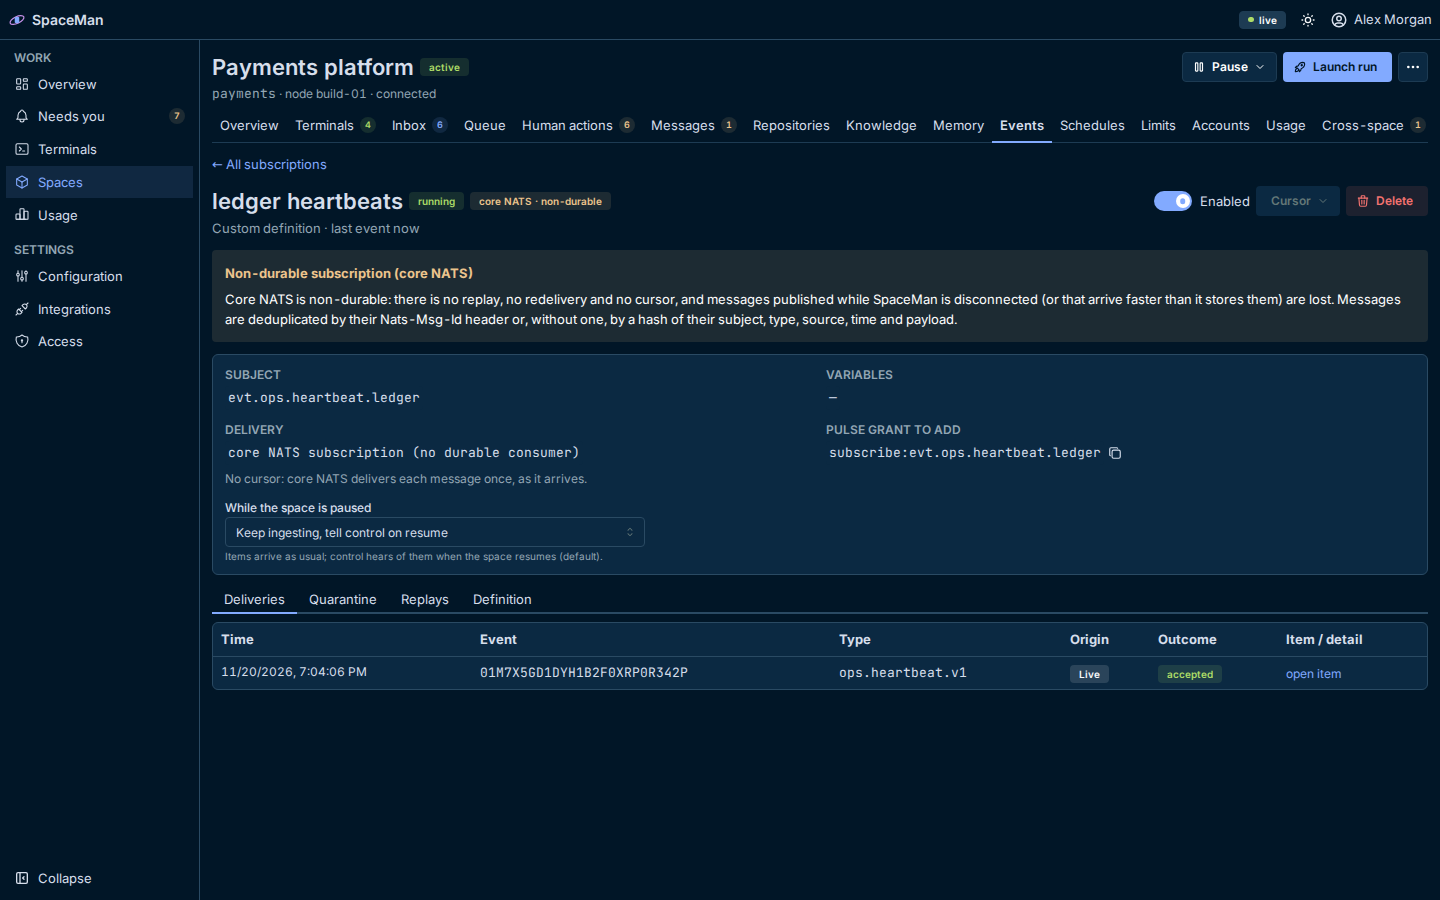 SpaceMan
live
Alex Morgan
WORK
Overview
Needs you 7
Terminals
Spaces
Usage
SETTINGS
Configuration
Integrations
Access
Collapse
Payments platform active
payments · node build-01 · connected
Pause
Launch run
Overview Terminals 4 Inbox 6 Queue Human actions 6 Messages 1 Repositories Knowledge Memory Events Schedules Limits Accounts Usage Cross-space 1
← All subscriptions
ledger heartbeats running core NATS · non-durable
Enabled Cursor Delete
Custom definition · last event now
Non-durable subscription (core NATS)
Core NATS is non-durable: there is no replay, no redelivery and no cursor, and messages published while SpaceMan is disconnected (or that arrive faster than it stores them) are lost. Messages
are deduplicated by their Nats-Msg-Id header or, without one, by a hash of their subject, type, source, time and payload.
SUBJECT
evt.ops.heartbeat.ledger
VARIABLES
—
DELIVERY
core NATS subscription (no durable consumer)
No cursor: core NATS delivers each message once, as it arrives.
PULSE GRANT TO ADD
subscribe:evt.ops.heartbeat.ledger
While the space is paused
Keep ingesting, tell control on resume
Items arrive as usual; control hears of them when the space resumes (default).
Deliveries Quarantine Replays Definition
Time Event Type Origin Outcome Item / detail
11/20/2026, 7:04:06 PM 01M7X5GD1DYH1B2F0XRP0R342P ops.heartbeat.v1 Live accepted open item